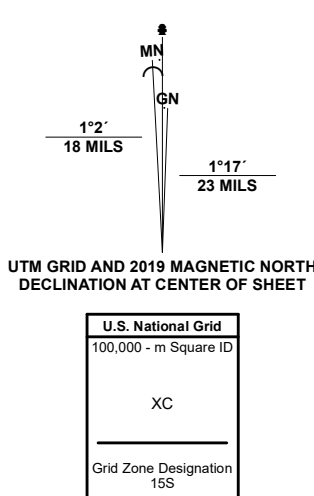 MN
GN
1°2´
18 MILS
1°17´
23 MILS
UTM GRID AND 2019 MAGNETIC NORTH
DECLINATION AT CENTER OF SHEET
U.S. National Grid
100,000 - m Square ID
XC
Grid Zone Designation
15S